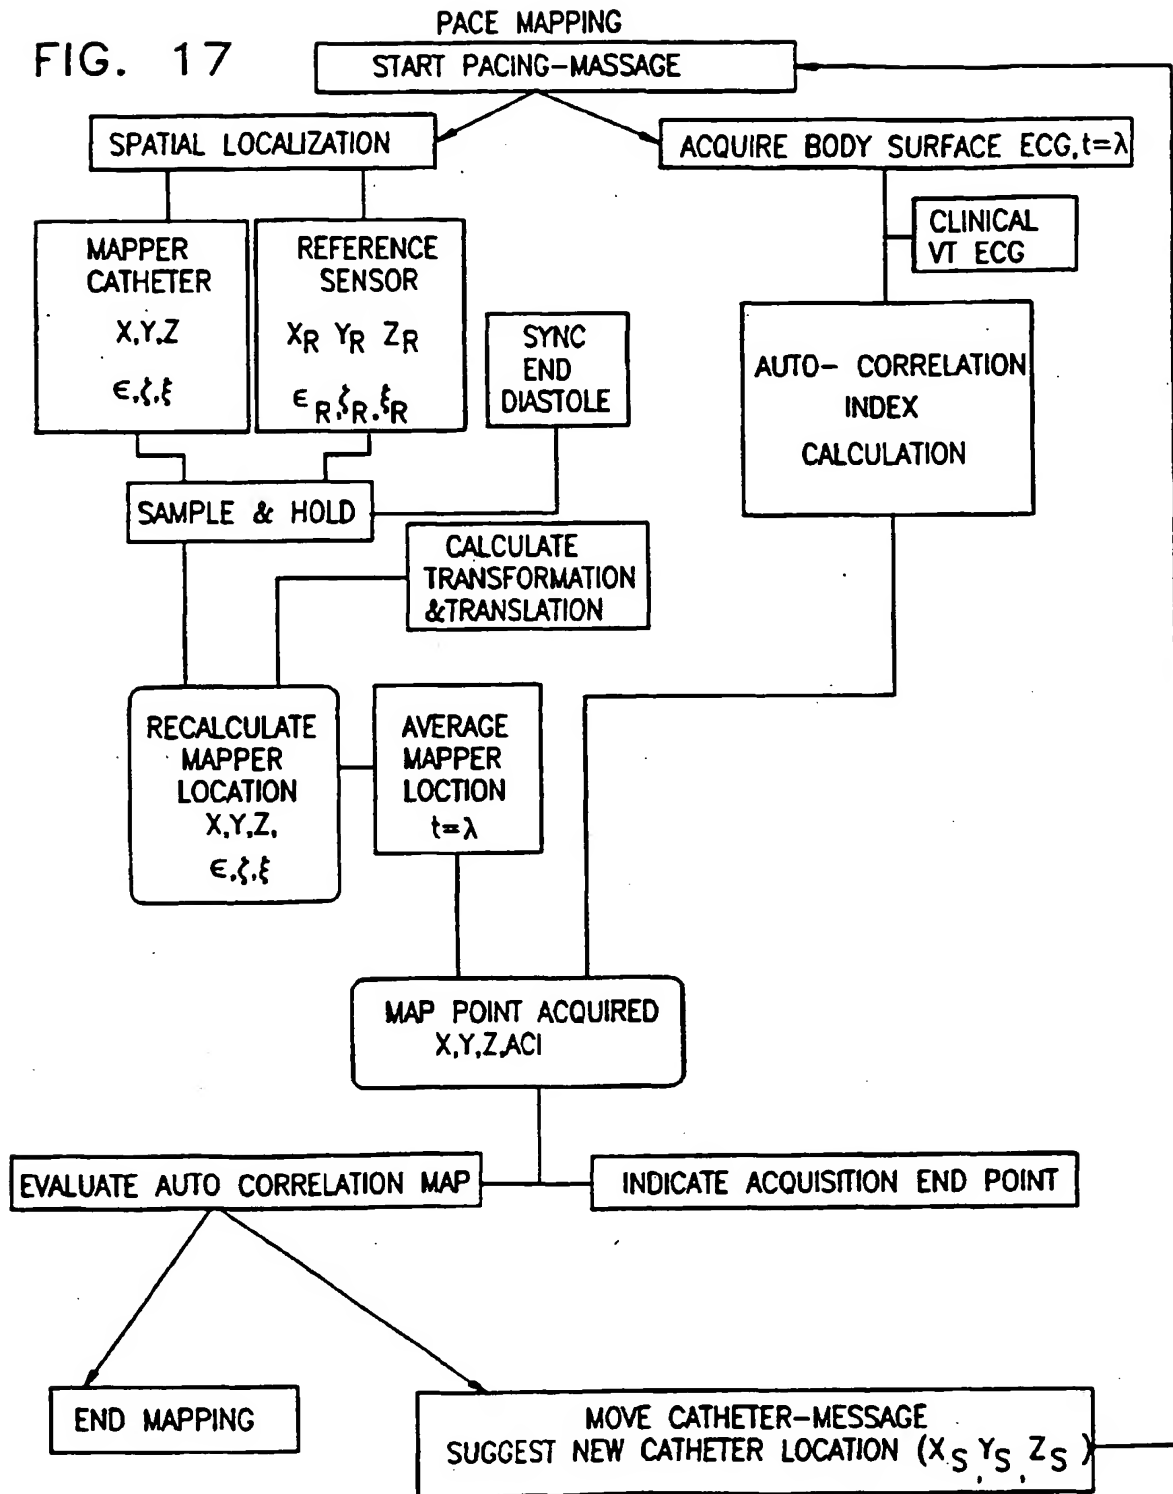 PACE MAPPING
FIG. 17
START PACING-MASSAGE
SPATIAL LOCALIZATION
ACQUIRE BODY SURFACE ECG, t=λ
CLINICAL
VT ECG
MAPPER
CATHETER
X,Y,Z
ϵ,ζ,ξ
REFERENCE
SENSOR
X_R Y_R Z_R
ϵ_R,ζ_R,ξ_R
SYNC
END
DIASTOLE
AUTO- CORRELATION
INDEX
CALCULATION
SAMPLE & HOLD
CALCULATE
TRANSFORMATION
&TRANSLATION
RECALCULATE
MAPPER
LOCATION
X,Y,Z,
ϵ,ζ,ξ
AVERAGE
MAPPER
LOCTION
t=λ
MAP POINT ACQUIRED
X,Y,Z,ACI
EVALUATE AUTO CORRELATION MAP
INDICATE ACQUISITION END POINT
END MAPPING
MOVE CATHETER-MESSAGE
SUGGEST NEW CATHETER LOCATION (X_S, Y_S, Z_S)